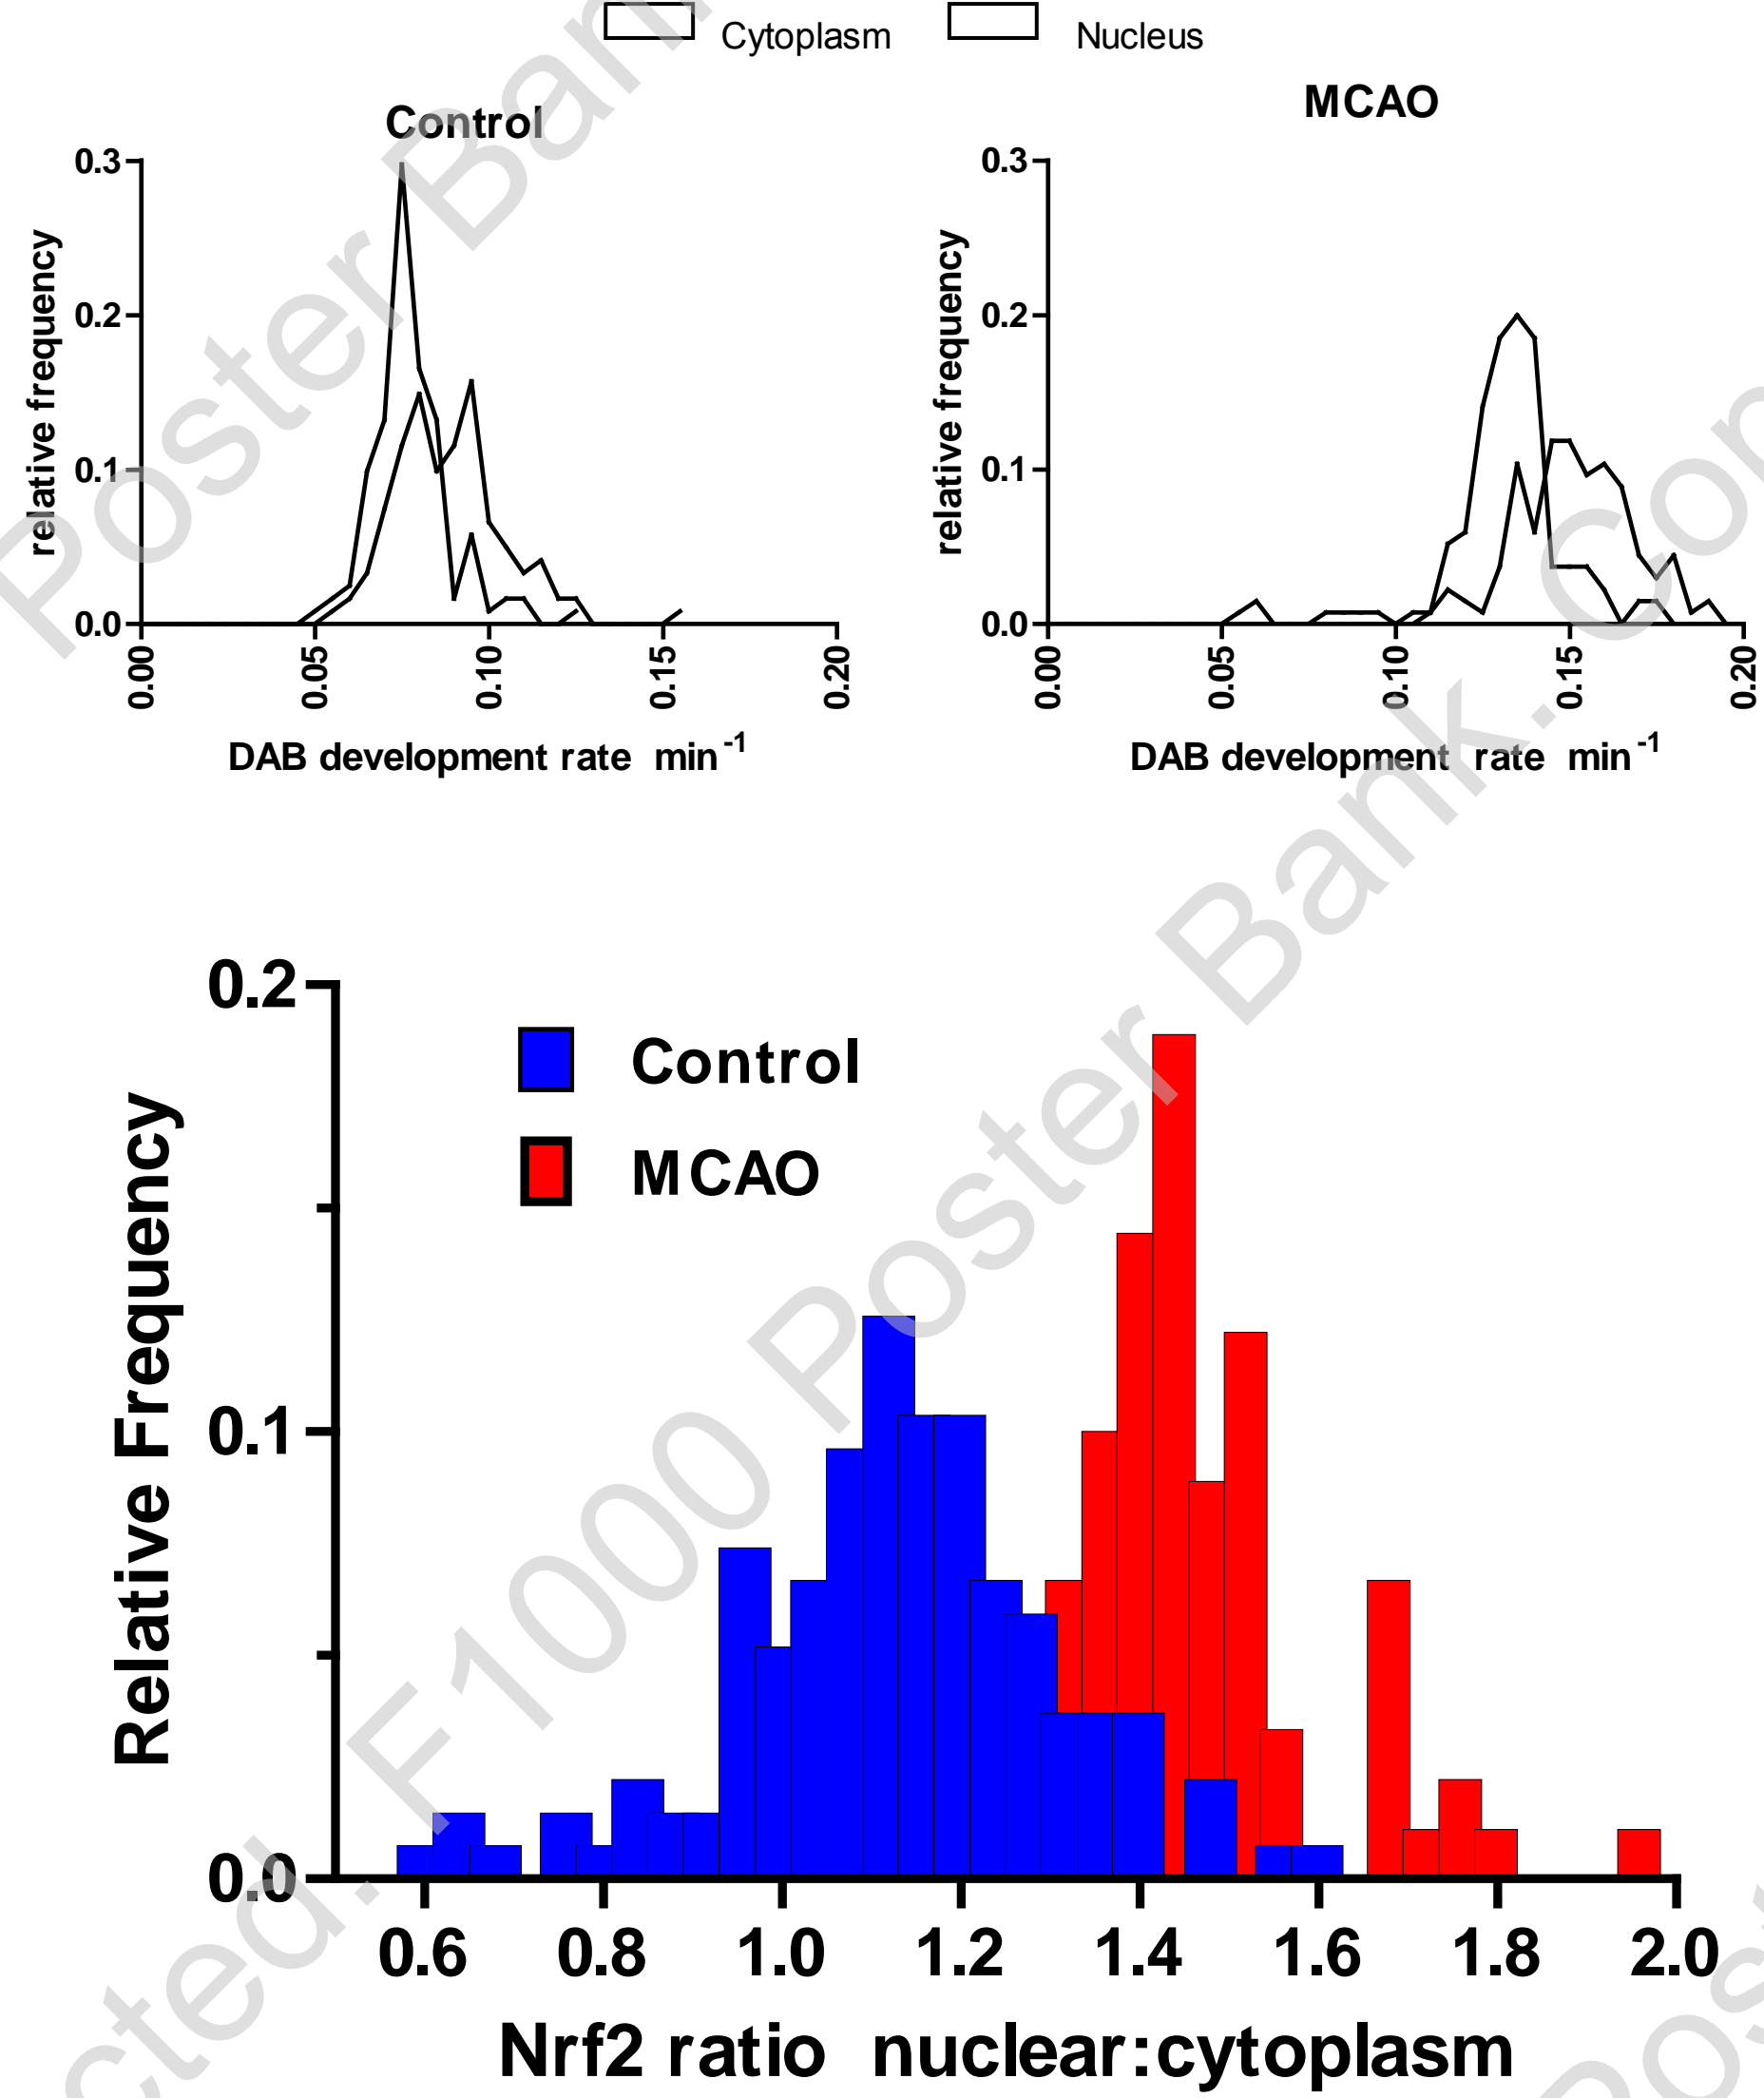 Cytoplasm Nucleus
Control
MCAO
relative frequency
0.3
0.2
0.1
0.0
0.00 0.05 0.10 0.15 0.20
DAB development rate min⁻¹
relative frequency
0.3
0.2
0.1
0.0
0.00 0.05 0.10 0.15 0.20
DAB development rate min⁻¹
Relative Frequency
0.2
0.1
0.0
Control
MCAO
0.6 0.8 1.0 1.2 1.4 1.6 1.8 2.0
Nrf2 ratio nuclear:cytoplasm
Poster Bank
cted. F1000 Poster Bank. Cop
Pos